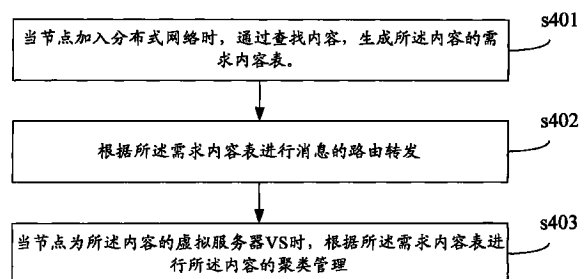 s401
当节点加入分布式网络时，通过查找内容，生成所述内容的需
求内容表。
s402
根据所述需求内容表进行消息的路由转发
s403
当节点为所述内容的虚拟服务器VS时，根据所述需求内容表进
行所述内容的聚类管理